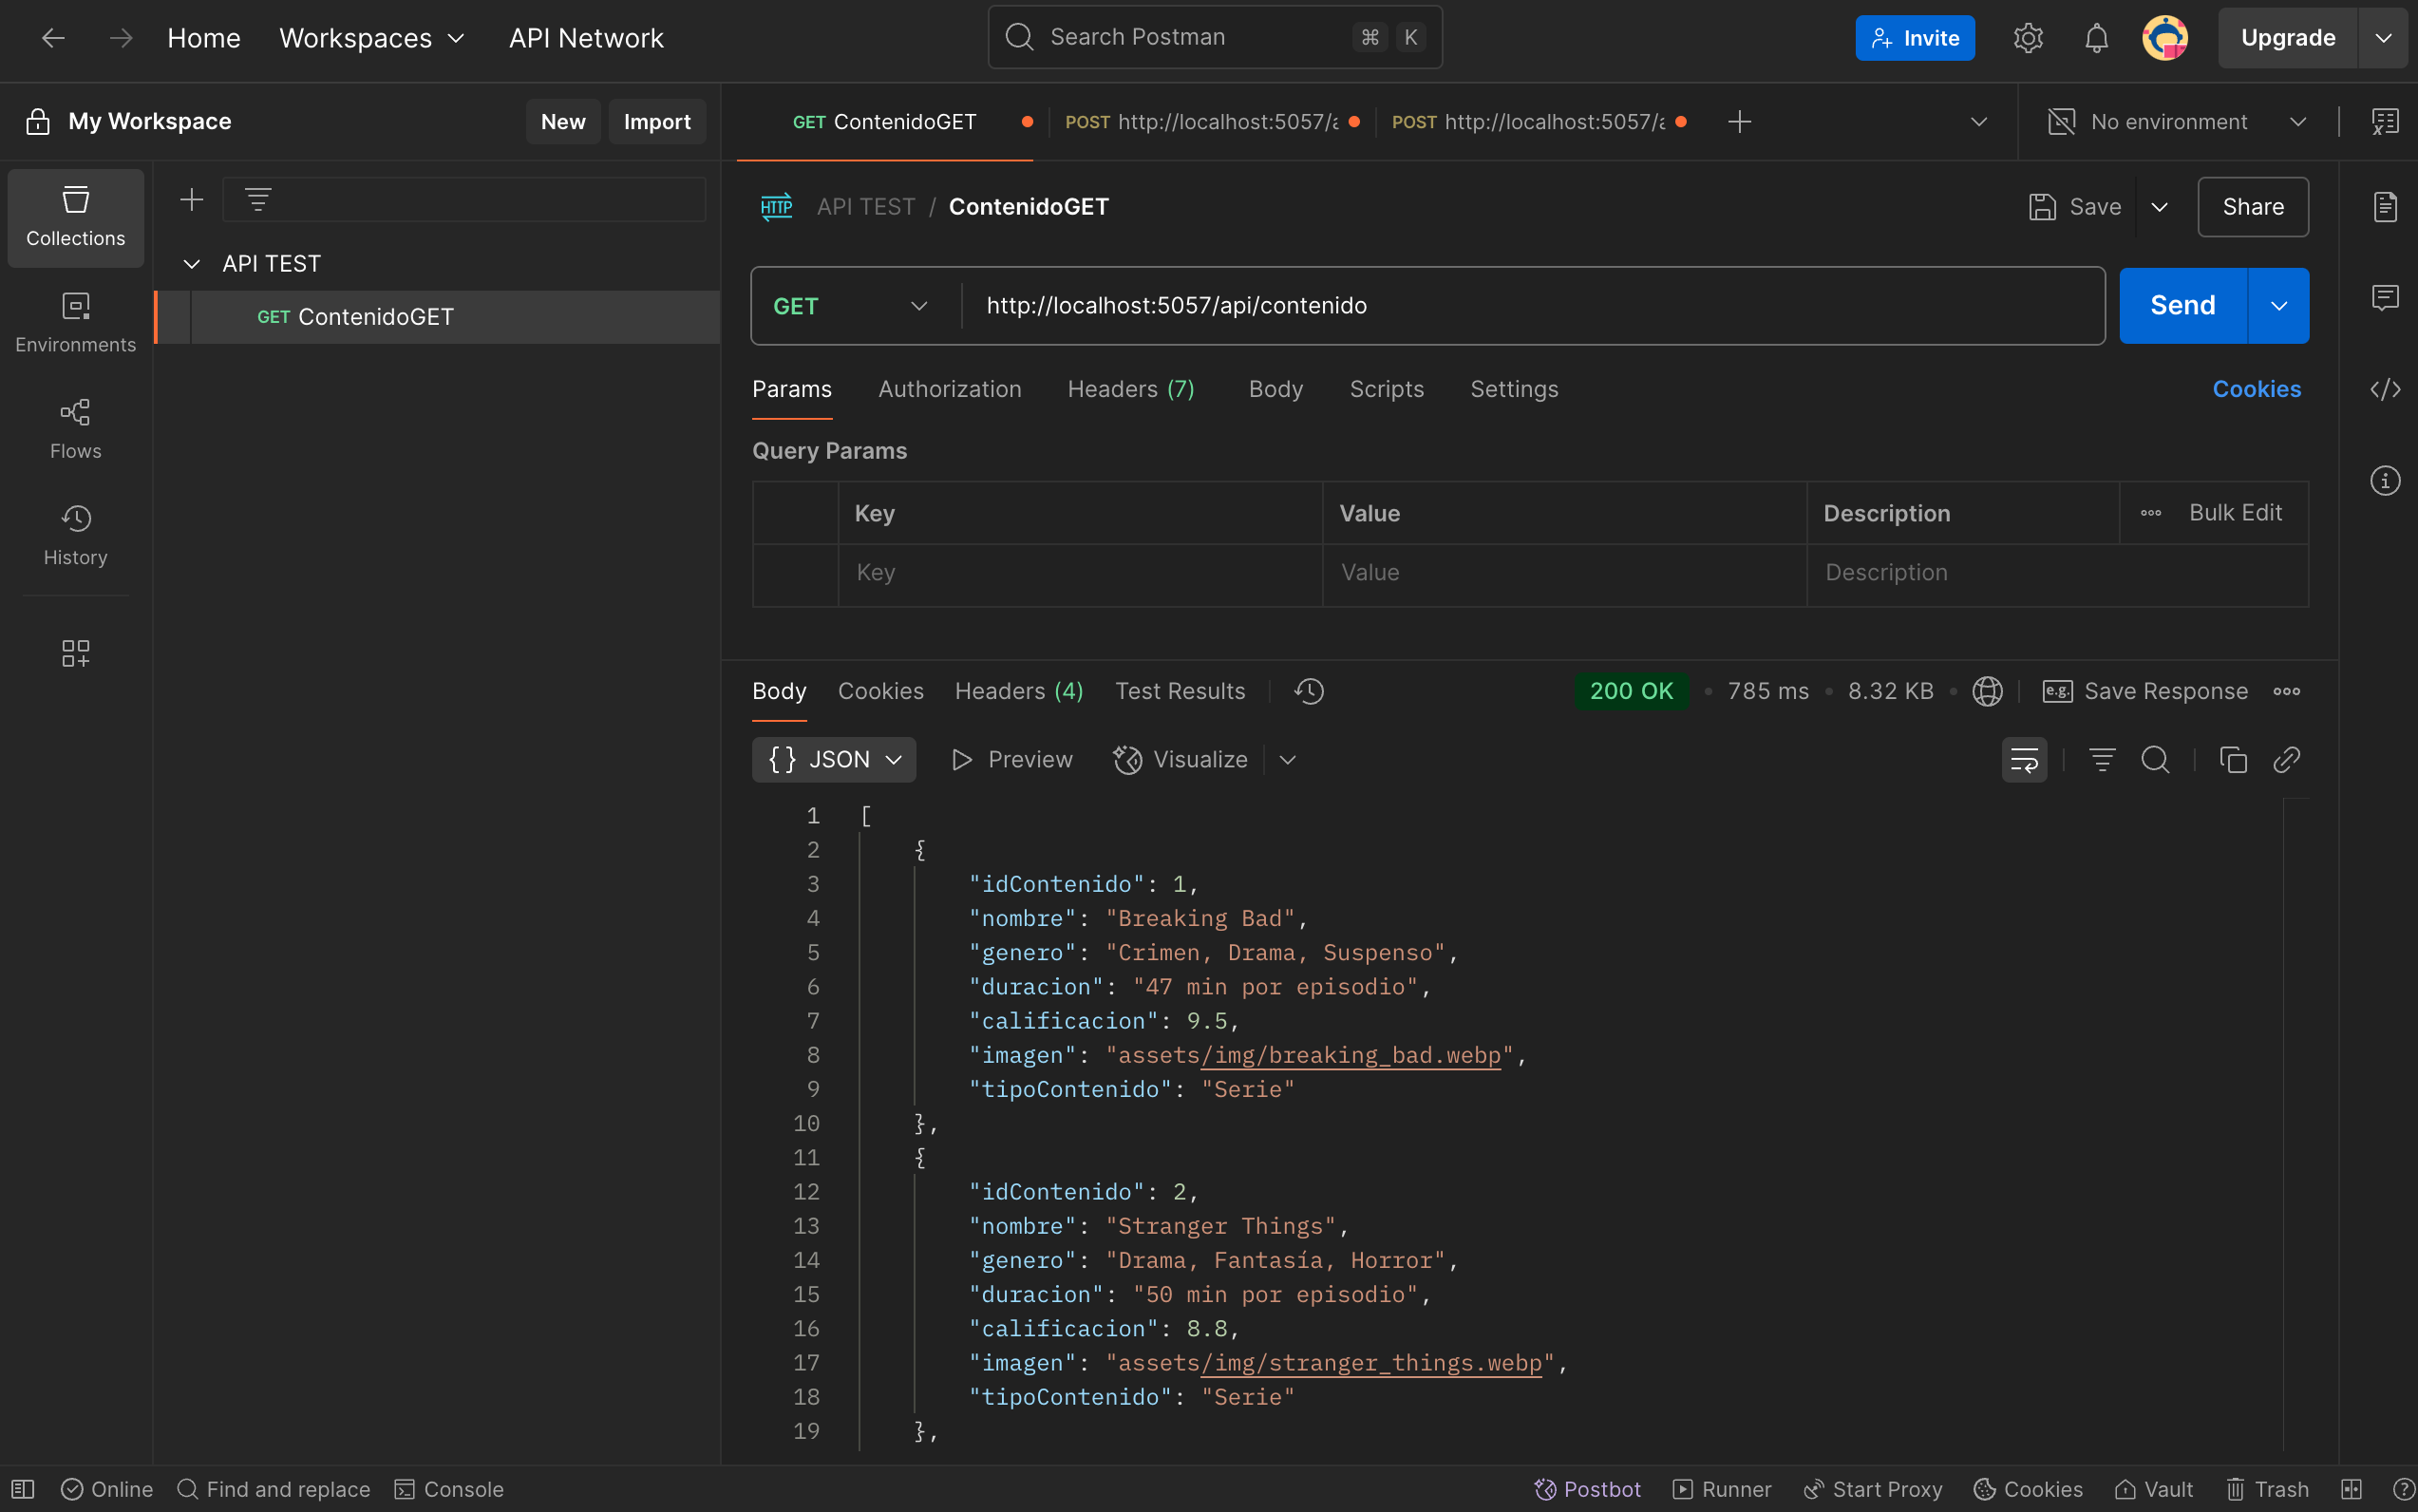 Home Workspaces API Network Search Postman ⌘ K Invite Upgrade
My Workspace New Import GET ContenidoGET POST http://localhost:5057/a POST http://localhost:5057/a No environment
Collections
Environments
Flows
History
API TEST
GET ContenidoGET
HTTP API TEST / ContenidoGET Save Share
GET http://localhost:5057/api/contenido Send
Params Authorization Headers (7) Body Scripts Settings Cookies
Query Params
Key Value Description Bulk Edit
Key Value Description
Body Cookies Headers (4) Test Results 200 OK 785 ms 8.32 KB e.g. Save Response
{} JSON Preview Visualize
1 [
2 {
3 "idContenido": 1,
4 "nombre": "Breaking Bad",
5 "genero": "Crimen, Drama, Suspenso",
6 "duracion": "47 min por episodio",
7 "calificacion": 9.5,
8 "imagen": "assets/img/breaking_bad.webp",
9 "tipoContenido": "Serie"
10 },
11 {
12 "idContenido": 2,
13 "nombre": "Stranger Things",
14 "genero": "Drama, Fantasía, Horror",
15 "duracion": "50 min por episodio",
16 "calificacion": 8.8,
17 "imagen": "assets/img/stranger_things.webp",
18 "tipoContenido": "Serie"
19 },
Online Find and replace Console Postbot Runner Start Proxy Cookies Vault Trash